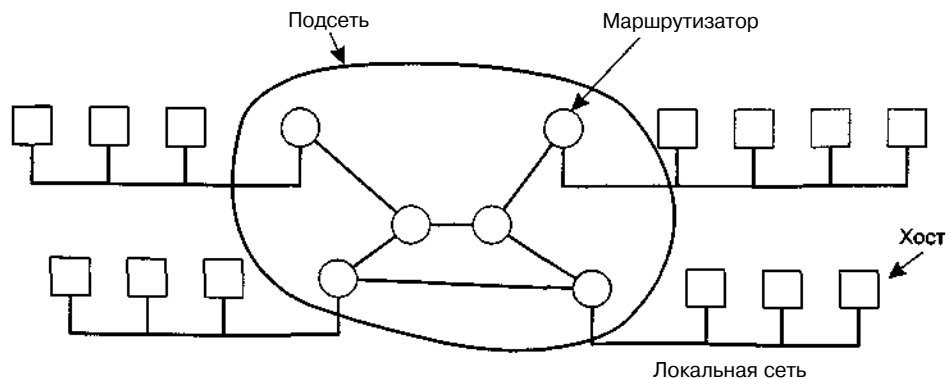 Подсеть
Маршрутизатор
Хост
Локальная сеть